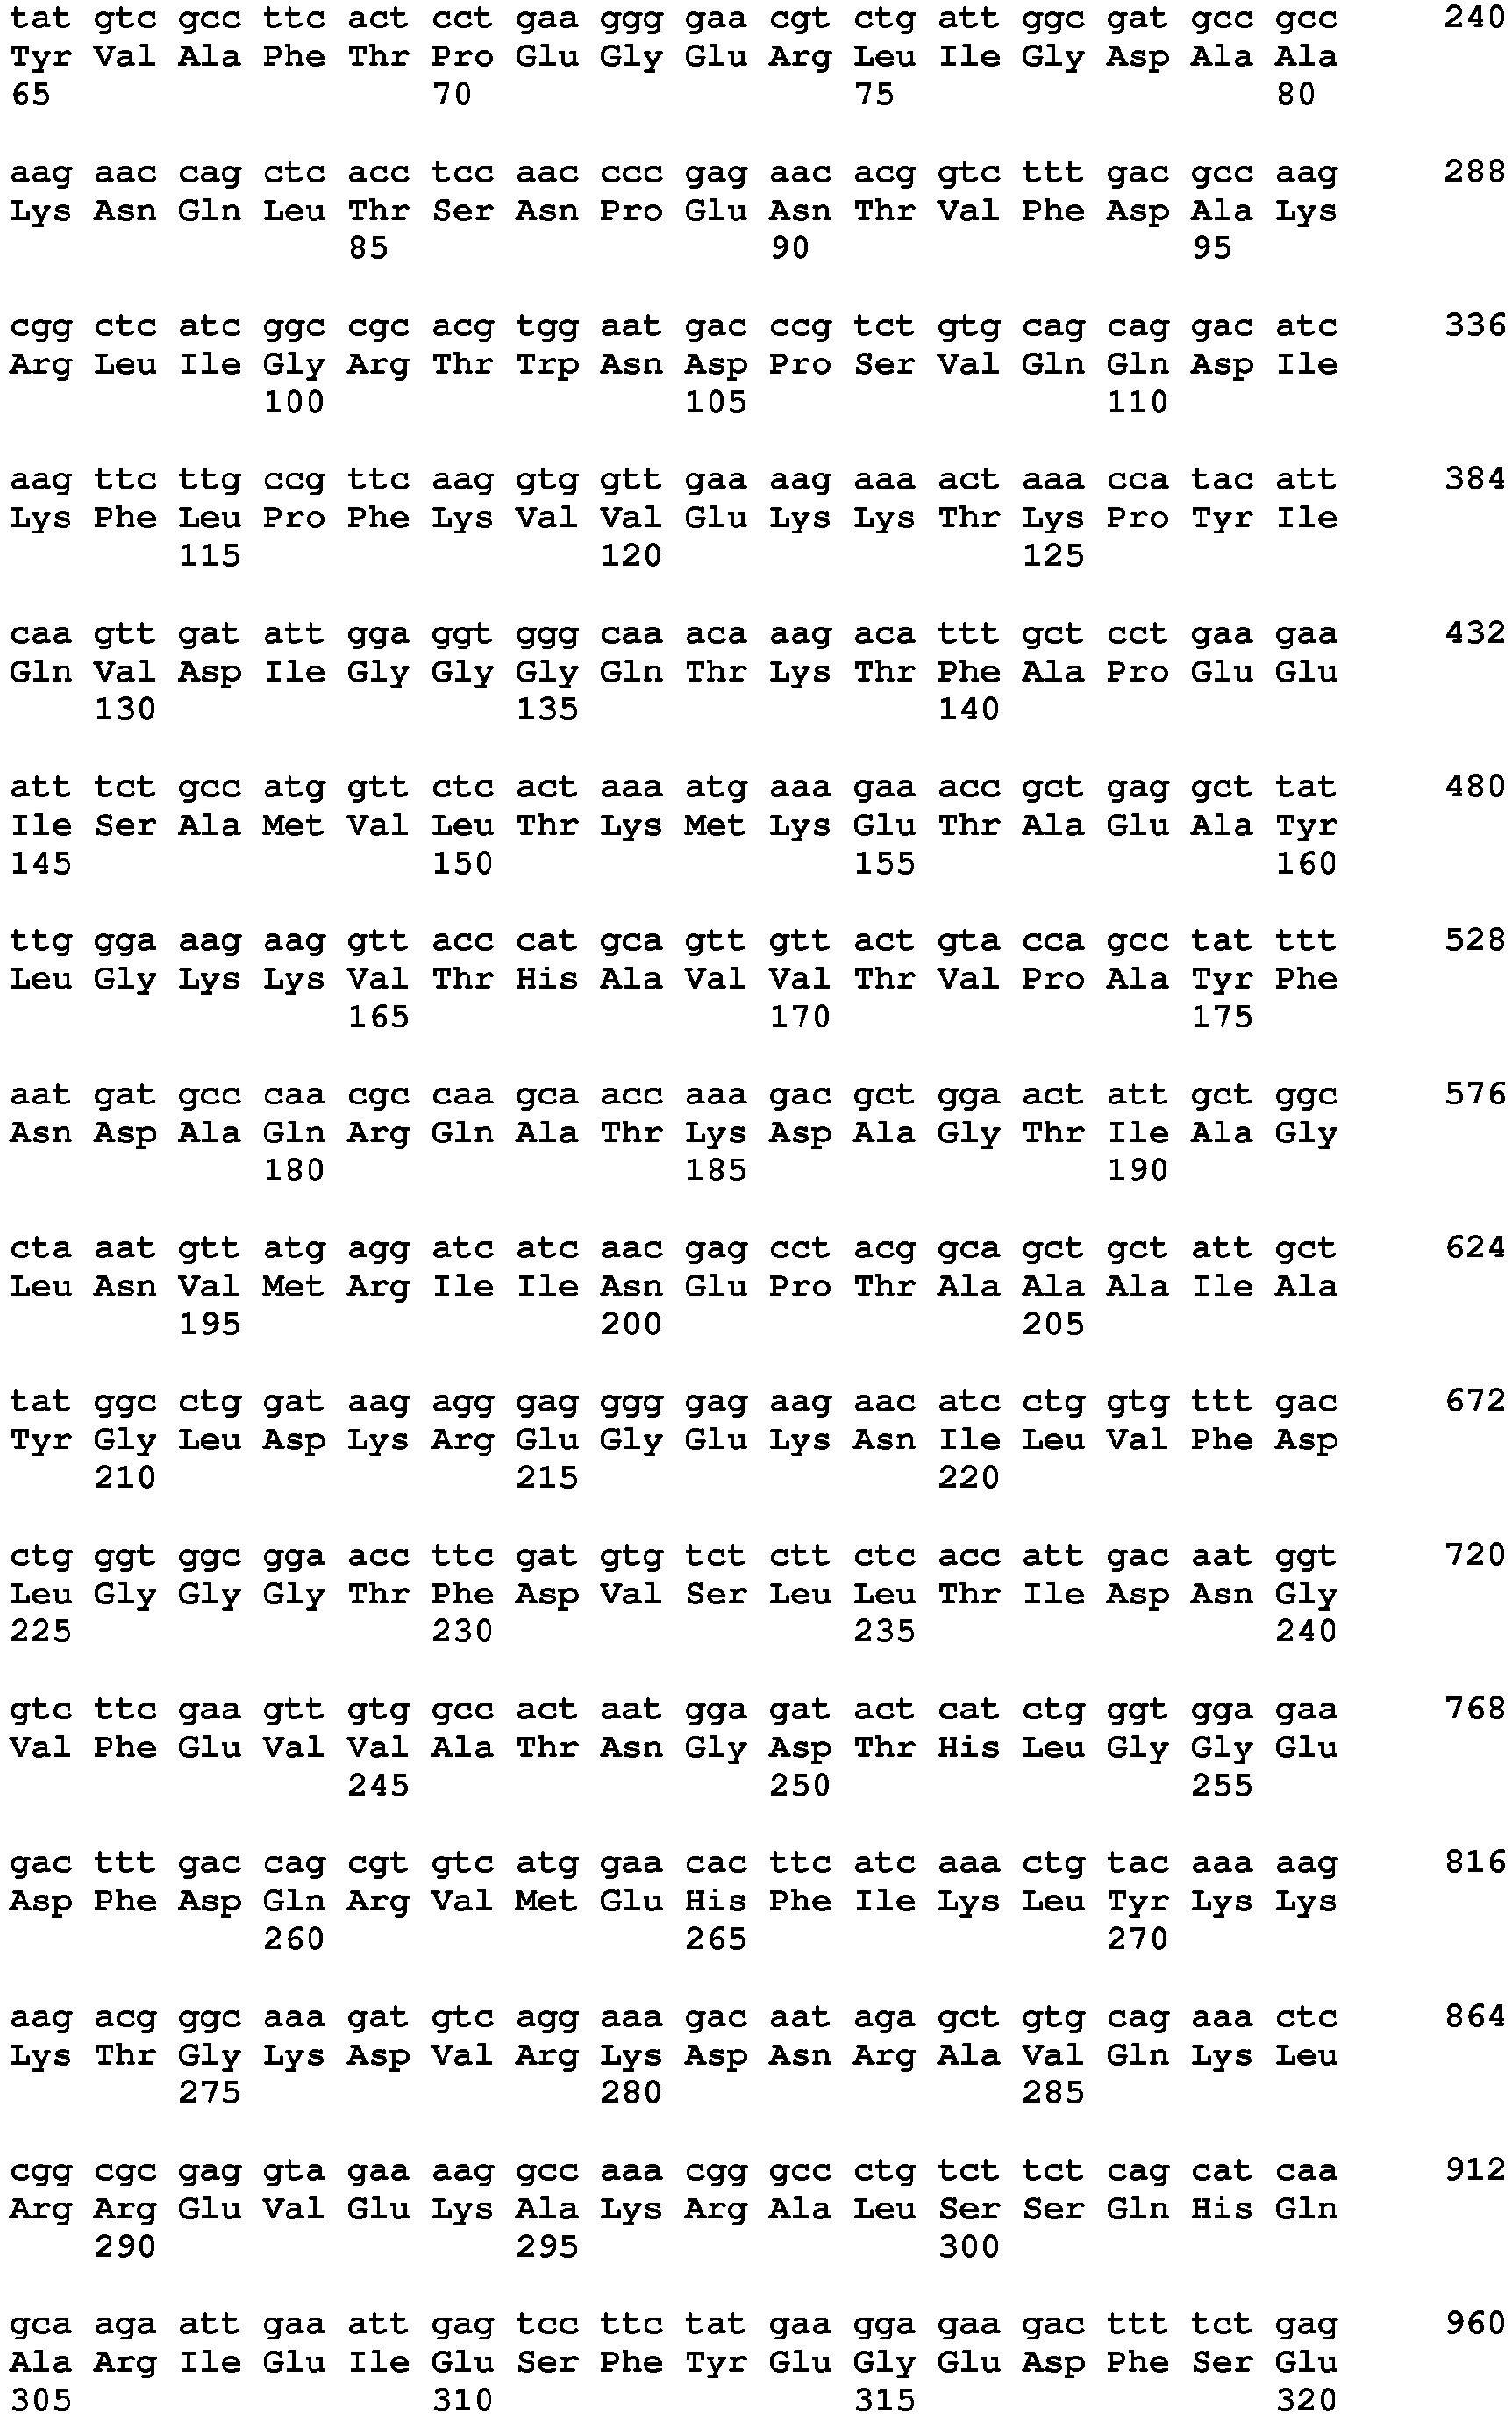 tat gtc gcc ttc act cct gaa ggg gaa cgt ctg att ggc gat gcc gcc 240
Tyr Val Ala Phe Thr Pro Glu Gly Glu Arg Leu Ile Gly Asp Ala Ala
65 70 75 80
aag aac cag ctc acc tcc aac ccc gag aac acg gtc ttt gac gcc aag 288
Lys Asn Gln Leu Thr Ser Asn Pro Glu Asn Thr Val Phe Asp Ala Lys
85 90 95
cgg ctc atc ggc cgc acg tgg aat gac ccg tct gtg cag cag gac atc 336
Arg Leu Ile Gly Arg Thr Trp Asn Asp Pro Ser Val Gln Gln Asp Ile
100 105 110
aag ttc ttg ccg ttc aag gtg gtt gaa aag aaa act aaa cca tac att 384
Lys Phe Leu Pro Phe Lys Val Val Glu Lys Lys Thr Lys Pro Tyr Ile
115 120 125
caa gtt gat att gga ggt ggg caa aca aag aca ttt gct cct gaa gaa 432
Gln Val Asp Ile Gly Gly Gly Gln Thr Lys Thr Phe Ala Pro Glu Glu
130 135 140
att tct gcc atg gtt ctc act aaa atg aaa gaa acc gct gag gct tat 480
Ile Ser Ala Met Val Leu Thr Lys Met Lys Glu Thr Ala Glu Ala Tyr
145 150 155 160
ttg gga aag aag gtt acc cat gca gtt gtt act gta cca gcc tat ttt 528
Leu Gly Lys Lys Val Thr His Ala Val Val Thr Val Pro Ala Tyr Phe
165 170 175
aat gat gcc caa cgc caa gca acc aaa gac gct gga act att gct ggc 576
Asn Asp Ala Gln Arg Gln Ala Thr Lys Asp Ala Gly Thr Ile Ala Gly
180 185 190
cta aat gtt atg agg atc atc aac gag cct acg gca gct gct att gct 624
Leu Asn Val Met Arg Ile Ile Asn Glu Pro Thr Ala Ala Ala Ile Ala
195 200 205
tat ggc ctg gat aag agg gag ggg gag aag aac atc ctg gtg ttt gac 672
Tyr Gly Leu Asp Lys Arg Glu Gly Glu Lys Asn Ile Leu Val Phe Asp
210 215 220
ctg ggt ggc gga acc ttc gat gtg tct ctt ctc acc att gac aat ggt 720
Leu Gly Gly Gly Thr Phe Asp Val Ser Leu Leu Thr Ile Asp Asn Gly
225 230 235 240
gtc ttc gaa gtt gtg gcc act aat gga gat act cat ctg ggt gga gaa 768
Val Phe Glu Val Val Ala Thr Asn Gly Asp Thr His Leu Gly Gly Glu
245 250 255
gac ttt gac cag cgt gtc atg gaa cac ttc atc aaa ctg tac aaa aag 816
Asp Phe Asp Gln Arg Val Met Glu His Phe Ile Lys Leu Tyr Lys Lys
260 265 270
aag acg ggc aaa gat gtc agg aaa gac aat aga gct gtg cag aaa ctc 864
Lys Thr Gly Lys Asp Val Arg Lys Asp Asn Arg Ala Val Gln Lys Leu
275 280 285
cgg cgc gag gta gaa aag gcc aaa cgg gcc ctg tct tct cag cat caa 912
Arg Arg Glu Val Glu Lys Ala Lys Arg Ala Leu Ser Ser Gln His Gln
290 295 300
gca aga att gaa att gag tcc ttc tat gaa gga gaa gac ttt tct gag 960
Ala Arg Ile Glu Ile Glu Ser Phe Tyr Glu Gly Glu Asp Phe Ser Glu
305 310 315 320